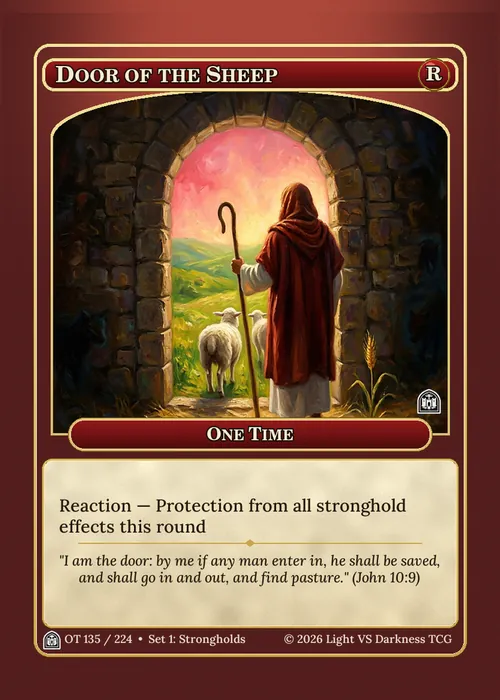 DOOR OF THE SHEEP
R
ONE TIME
Reaction — Protection from all stronghold
effects this round
"I am the door: by me if any man enter in, he shall be saved,
and shall go in and out, and find pasture." (John 10:9)
OT 135 / 224 • Set 1: Strongholds
© 2026 Light VS Darkness TCG